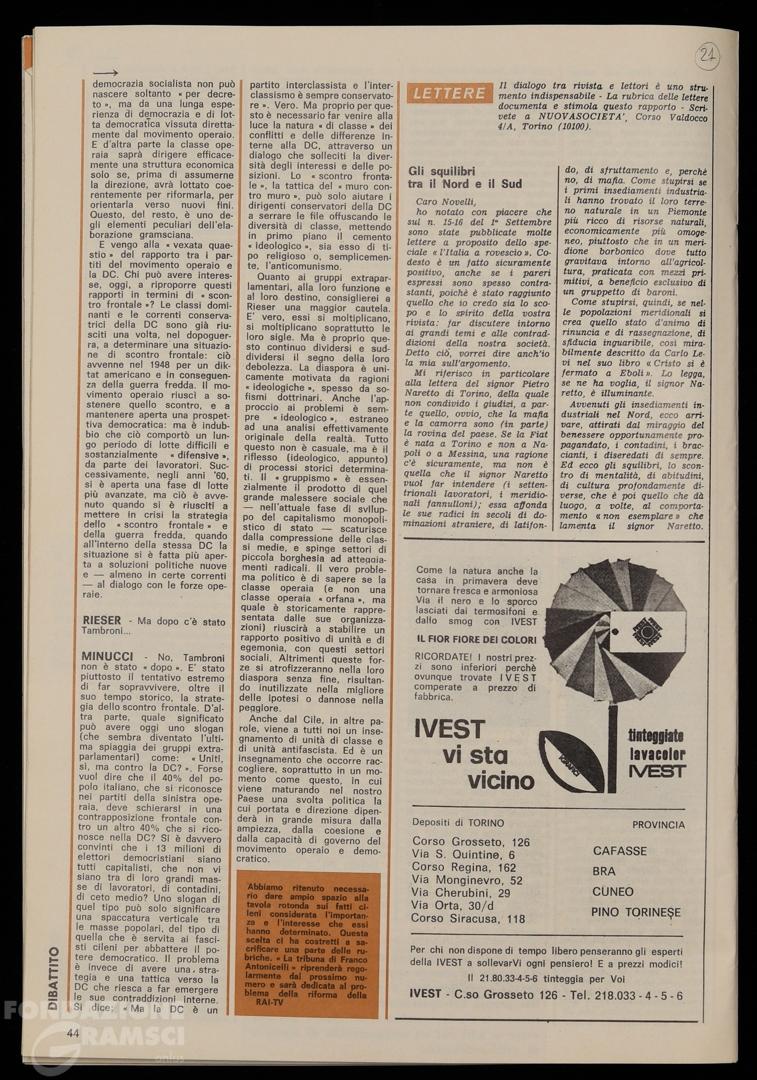 21
democrazia socialista non può
nascere soltanto « per decre-
to », ma da una lunga espe-
rienza di democrazia e di lot-
ta democratica vissuta diretta-
mente dal movimento operaio.
E d'altra parte la classe ope-
raia saprà dirigere efficace-
mente una struttura economica
solo se, prima di assumerne
la direzione, avrà lottato coe-
rentemente per riformarla, per
orientarla verso nuovi fini.
Questo, del resto, è uno de-
gli elementi peculiari dell'ela-
borazione gramsciana.
E vengo alla « vexata quae-
stio » del rapporto tra i par-
titi del movimento operaio e
la DC. Chi può avere interes-
se, oggi, a riproporre questi
rapporti in termini di « scon-
tro frontale »? Le classi domi-
nanti e le correnti conserva-
trici della DC sono già riu-
sciti una volta, nel dopoguer-
ra, a determinare una situazio-
ne di scontro frontale: ciò
avvenne nel 1948 per un dik-
tat americano e in conseguen-
za della guerra fredda. Il mo-
vimento operaio riuscì a so-
stenere quello scontro, e a
mantenere aperta una prospet-
tiva democratica: ma è indub-
bio che ciò comportò un lun-
go periodo di lotte difficili e
sostanzialmente « difensive »,
da parte dei lavoratori. Suc-
cessivamente, negli anni '60,
si è aperta una fase di lotte
più avanzate, ma ciò è avve-
nuto quando si è riusciti a
mettere in crisi la strategia
dello « scontro frontale » e
della guerra fredda, quando
all'interno della stessa DC la
situazione si è fatta più aper-
ta a soluzioni politiche nuove
e — almeno in certe correnti
— al dialogo con le forze ope-
raie.
RIESER - Ma dopo c'è stato
Tambroni...
MINUCCI - No, Tambroni
non è stato « dopo ». E' stato
piuttosto il tentativo estremo
di far sopravvivere, oltre il
suo tempo storico, la strate-
gia dello scontro frontale. D'al-
tra parte, quale significato
può avere oggi uno slogan
(che sembra diventato l'ulti-
ma spiaggia dei gruppi extra-
parlamentari) come: « Uniti,
sì, ma contro la DC? ». Forse
vuol dire che il 40% del po-
polo italiano, che si riconosce
nei partiti della sinistra ope-
raia, deve schierarsi in una
contrapposizione frontale con-
tro un altro 40% che si rico-
nosce nella DC? Si è davvero
convinti che i 13 milioni di
elettori democristiani siano
tutti capitalisti, che non vi
siano tra di loro grandi mas-
se di lavoratori, di contadini,
di ceto medio? Uno slogan di
quel tipo può solo significare
una spaccatura verticale tra
le masse popolari, del tipo di
quella che è servita ai fasci-
sti cileni per abbattere il po-
tere democratico. Il problema
è invece di avere una stra-
tegia e una tattica verso la
DC che riesca a far emergere
le sue contraddizioni interne.
Si dice: « Ma la DC è un
partito interclassista e l'inter-
classismo è sempre conservato-
re ». Vero. Ma proprio per que-
sto è necessario far venire alla
luce la natura « di classe » dei
conflitti e delle differenze in-
terne alla DC, attraverso un
dialogo che solleciti la diver-
sità degli interessi e delle po-
sizioni. Lo « scontro fronta-
le », la tattica del « muro con-
tro muro », può solo aiutare i
dirigenti conservatori della DC
a serrare le file offuscando le
diversità di classe, mettendo
in primo piano il cemento
« ideologico », sia esso di ti-
po religioso o, semplicemen-
te, l'anticomunismo.
Quanto ai gruppi extrapar-
lamentari, alla loro funzione e
al loro destino, consiglierei a
Rieser una maggior cautela.
E' vero, essi si moltiplicano,
si moltiplicano soprattutto le
loro sigle. Ma è proprio que-
sto continuo dividersi e sud-
dividersi il segno della loro
debolezza. La diaspora è uni-
camente motivata da ragioni
« ideologiche », spesso da so-
fismi dottrinari. Anche l'ap-
proccio ai problemi è sem-
pre « ideologico », estraneo
ad una analisi effettivamente
originale della realtà. Tutto
questo non è casuale, ma è il
riflesso (ideologico, appunto)
di processi storici determina-
ti. Il « gruppismo » è essen-
zialmente il prodotto di quel
grande malessere sociale che
— nell'attuale fase di sviluppo
del capitalismo monopoli-
stico di stato — scaturisce
dalla compressione delle clas-
si medie, e spinge settori di
piccola borghesia ad atteggia-
menti radicali. Il vero proble-
ma politico è di sapere se la
classe operaia (e non una
classe operaia « orfana », ma
quale è storicamente rappre-
sentata dalle sue organizza-
zioni) riuscirà a stabilire un
rapporto positivo di unità e di
egemonia, con questi settori
sociali. Altrimenti queste for-
ze si atrofizzeranno nella loro
diaspora senza fine, risultan-
do inutilizzate nella migliore
delle ipotesi o dannose nella
peggiore.
Anche dal Cile, in altre pa-
role, viene a tutti noi un inse-
gnamento di unità di classe e
di unità antifascista. Ed è un
insegnamento che occorre rac-
cogliere, soprattutto in un mo-
mento come questo, in cui
viene maturando nel nostro
Paese una svolta politica la
cui portata e direzione dipen-
derà in grande misura dalla
ampiezza, dalla coesione e
dalla capacità di governo del
movimento operaio e demo-
cratico.
Abbiamo ritenuto necessa-
rio dare ampio spazio alla
tavola rotonda sui fatti ci-
leni considerata l'importan-
za e l'interesse che essi
hanno determinato. Questa
scelta ci ha costretti a sa-
crificare una parte delle ru-
briche. « La tribuna di Franco
Antonicelli » riprenderà rego-
larmente dal prossimo nu-
mero e sarà dedicata al pro-
blema della riforma della
RAI-TV
LETTERE
Il dialogo tra rivista e lettori è uno stru-
mento indispensabile - La rubrica delle lettere
documenta e stimola questo rapporto - Scri-
vete a NUOVASOCIETA', Corso Valdocco
4/A, Torino (10100).
Gli squilibri
tra il Nord e il Sud
Caro Novelli,
ho notato con piacere che
sul n. 15-16 del 1° Settembre
sono state pubblicate molte
lettere a proposito dello spe-
ciale « l'Italia a rovescio ». Co-
desto è un fatto sicuramente
positivo, anche se i pareri
espressi sono spesso contra-
stanti, poichè è stato raggiunto
quello che io credo sia lo sco-
po e lo spirito della vostra
rivista: far discutere intorno
ai grandi temi e alle contrad-
dizioni della nostra società.
Detto ciò, vorrei dire anch'io
la mia sull'argomento.
Mi riferisco in particolare
alla lettera del signor Pietro
Naretto di Torino, della quale
non condivido i giudizi, a par-
te quello, ovvio, che la mafia
e la camorra sono (in parte)
la rovina del paese. Se la Fiat
è nata a Torino e non a Na-
poli o a Messina, una ragione
c'è sicuramente, ma non è
quella che il signor Naretto
vuol far intendere (i setten-
trionali lavoratori, i meridio-
nali fannulloni); essa affonda
le sue radici in secoli di do-
minazioni straniere, di latifon-
do, di sfruttamento e, perchè
no, di mafia. Come stupirsi se
i primi insediamenti industria-
li hanno trovato il loro terre-
no naturale in un Piemonte
più ricco di risorse naturali,
economicamente più omoge-
neo, piuttosto che in un meri-
dione borbonico dove tutto
gravitava intorno all'agricol-
tura, praticata con mezzi pri-
mitivi, a beneficio esclusivo di
un gruppetto di baroni.
Come stupirsi, quindi, se nel-
le popolazioni meridionali si
crea quello stato d'animo di
rinuncia e di rassegnazione, di
sfiducia inguaribile, così mira-
bilmente descritto da Carlo Le-
vi nel suo libro « Cristo si è
fermato a Eboli ». Lo legga,
se ne ha voglia, il signor Na-
retto, è illuminante.
Avvenuti gli insediamenti in-
dustriali nel Nord, ecco arri-
vare, attirati dal miraggio del
benessere opportunamente pro-
pagandato, i contadini, i brac-
cianti, i diseredati di sempre.
Ed ecco gli squilibri, lo scon-
tro di mentalità, di abitudini,
di cultura profondamente di-
verse, che è poi quello che dà
luogo, a volte, al comporta-
mento « non esemplare » che
lamenta il signor Naretto.
Come la natura anche la
casa in primavera deve
tornare fresca e armoniosa
Via il nero e lo sporco
lasciati dai termosifoni e
dallo smog con IVEST
IL FIOR FIORE DEI COLORI
RICORDATE! I nostri prez-
zi sono inferiori perchè
ovunque trovate IVEST
comperate a prezzo di
fabbrica.
IVEST
vi sta
vicino
tinteggiate
lavacolor
IVEST
Depositi di TORINO
Corso Grosseto, 126
Via S. Quintine, 6
Corso Regina, 162
Via Monginevro, 52
Via Cherubini, 29
Via Orta, 30/d
Corso Siracusa, 118
PROVINCIA
CAFASSE
BRA
CUNEO
PINO TORINESE
Per chi non dispone di tempo libero penseranno gli esperti
della IVEST a sollevarVi ogni pensiero! E a prezzi modici!
Il 21.80.33-4-5-6 tinteggia per Voi
IVEST - C.so Grosseto 126 - Tel. 218.033 - 4 - 5 - 6
DIBATTITO
44
FONDAZIONE
GRAMSCI
onlus